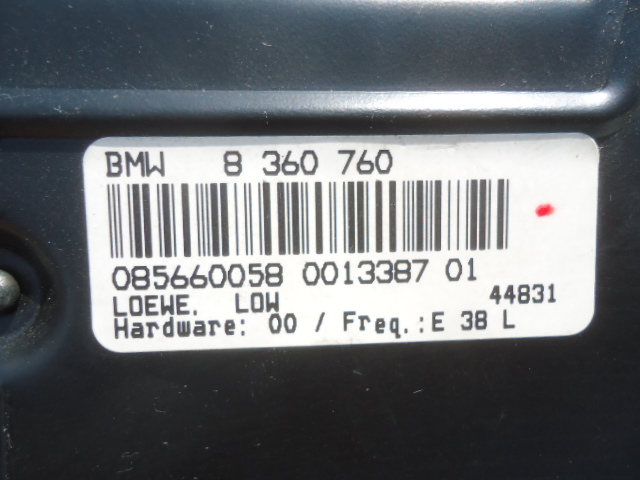 BMW 8 360 760
085660058 0013387 01
LOEWE. LOW 44831
Hardware: 00 / Freq.:E 38 L